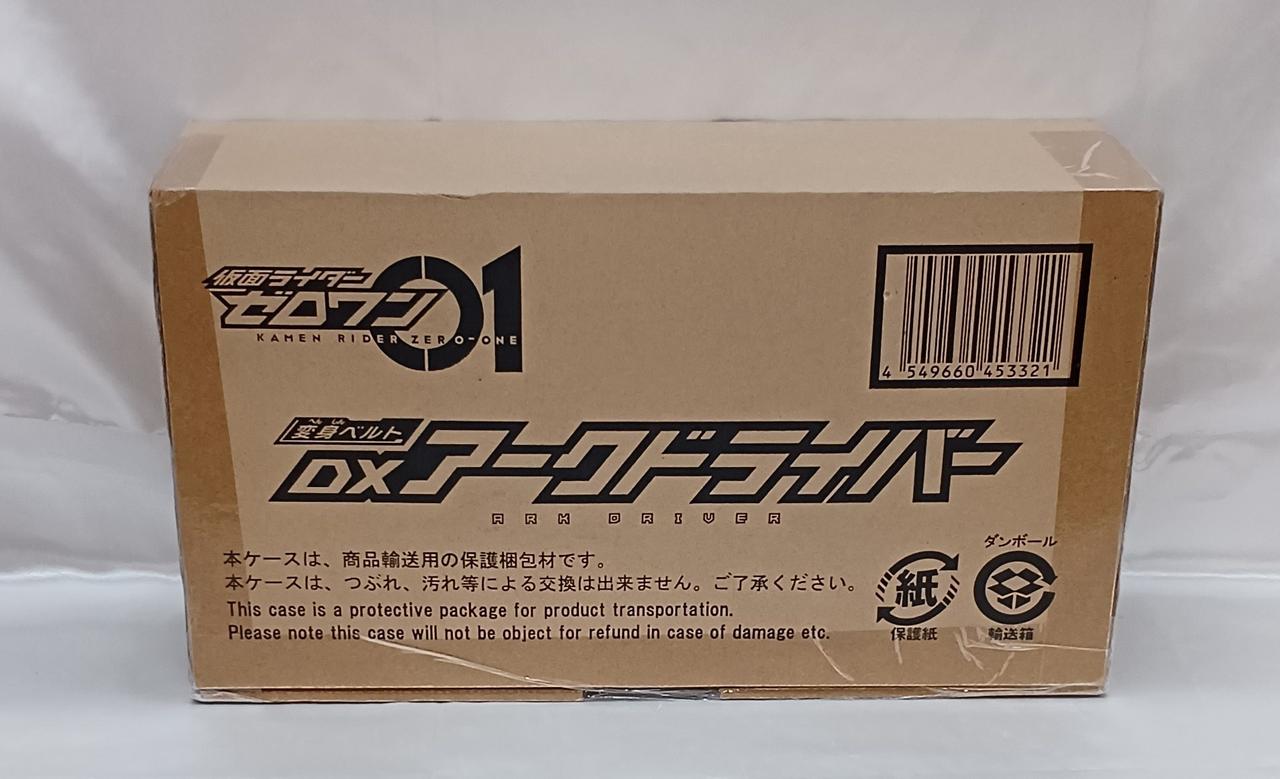 仮面ライダー
ゼロワン 01
KAMEN RIDER ZERO-ONE
4 549660 453321
へんしん
変身ベルト
DXアークドライバー
ARK DRIVER
本ケースは、商品輸送用の保護梱包材です。
本ケースは、つぶれ、汚れ等による交換は出来ません。ご了承ください。
This case is a protective package for product transportation.
Please note this case will not be object for refund in case of damage etc.
紙
保護紙
ダンボール
輸送箱